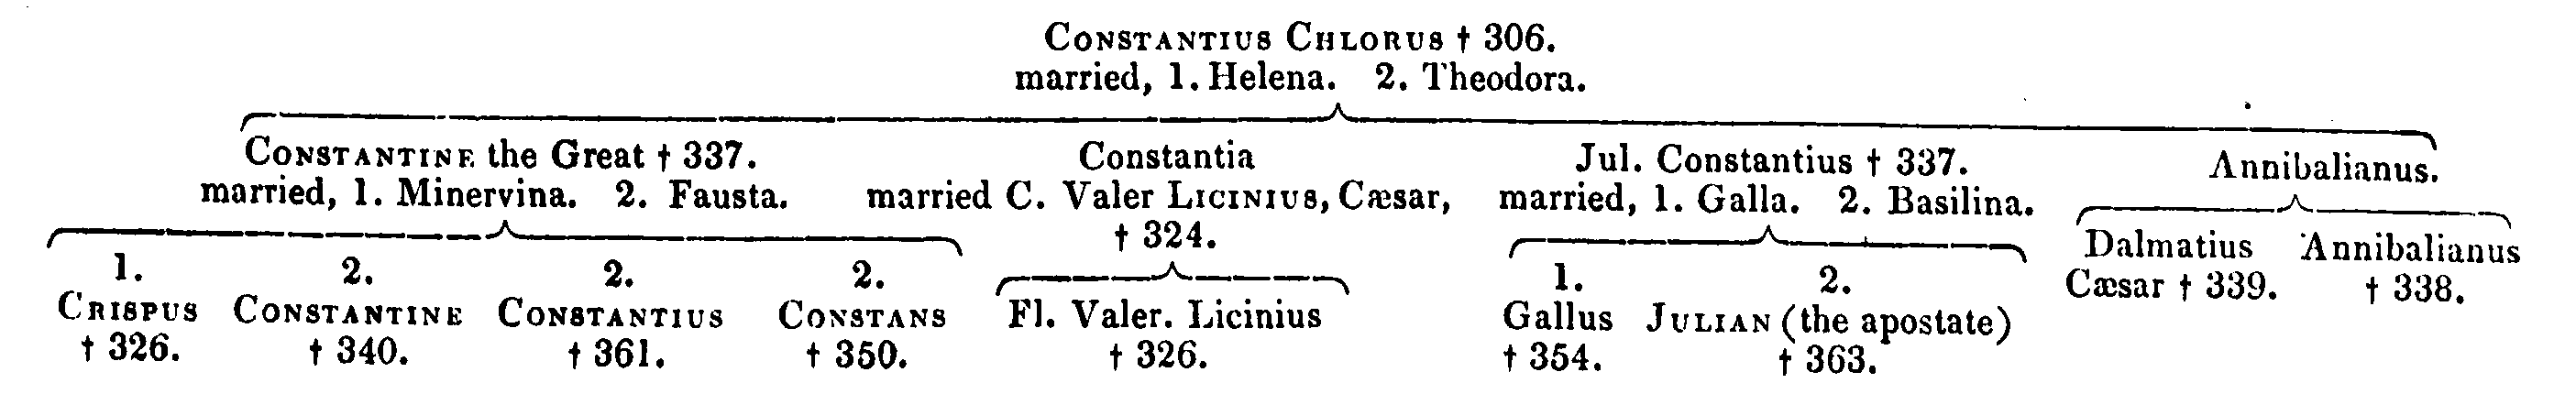 CONSTANTIUS CHLORUS † 306.
married, 1. Helena. 2. Theodora.
CONSTANTINE the Great † 337.
married, 1. Minervina. 2. Fausta.
1.
CRISPUS
† 326.
2.
CONSTANTINE
† 340.
2.
CONSTANTIUS
† 361.
2.
CONSTANS
† 350.
Constantia
married C. Valer LICINIUS, Cæsar,
† 324.
Fl. Valer. Licinius
† 326.
Jul. Constantius † 337.
married, 1. Galla. 2. Basilina.
1.
Gallus
† 354.
2.
JULIAN (the apostate)
† 363.
Annibalianus.
Dalmatius
Cæsar † 339.
Annibalianus
† 338.